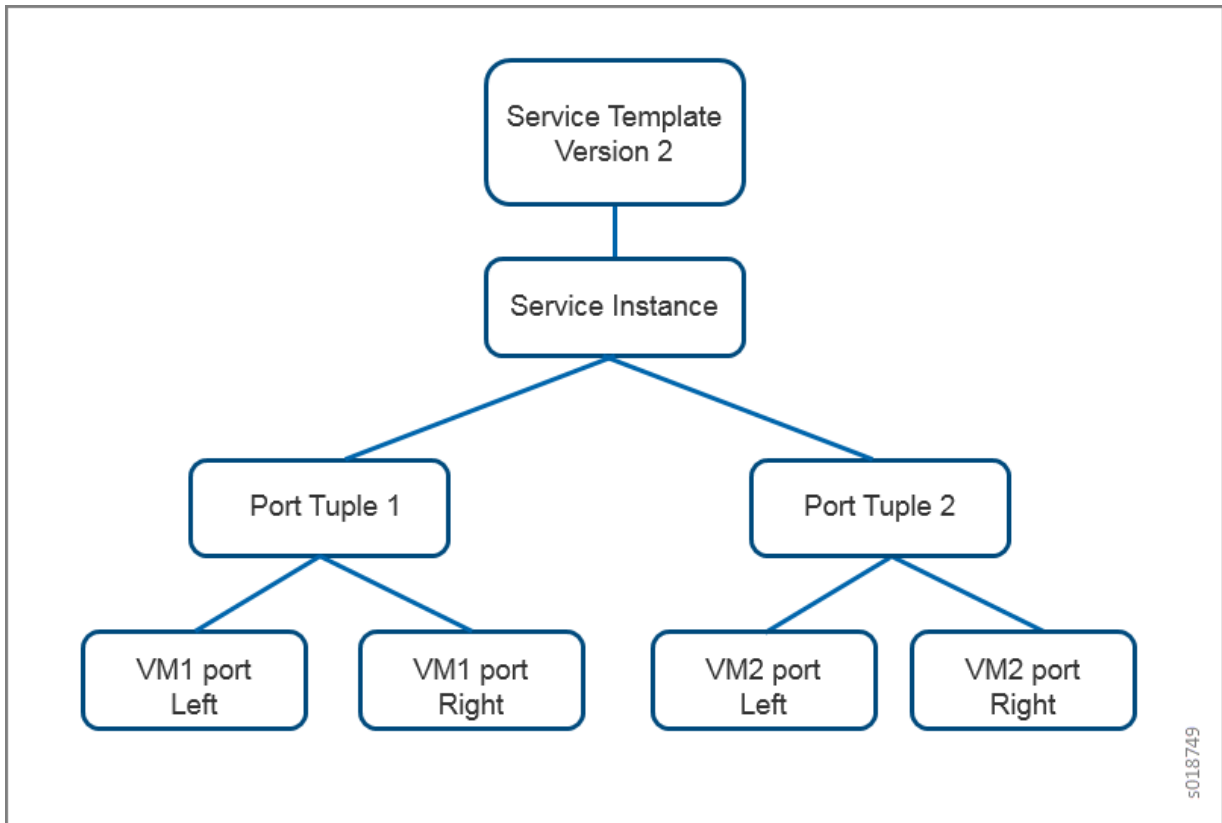 Service Template
Version 2
Service Instance
Port Tuple 1
Port Tuple 2
VM1 port
Left
VM1 port
Right
VM2 port
Left
VM2 port
Right
s018749